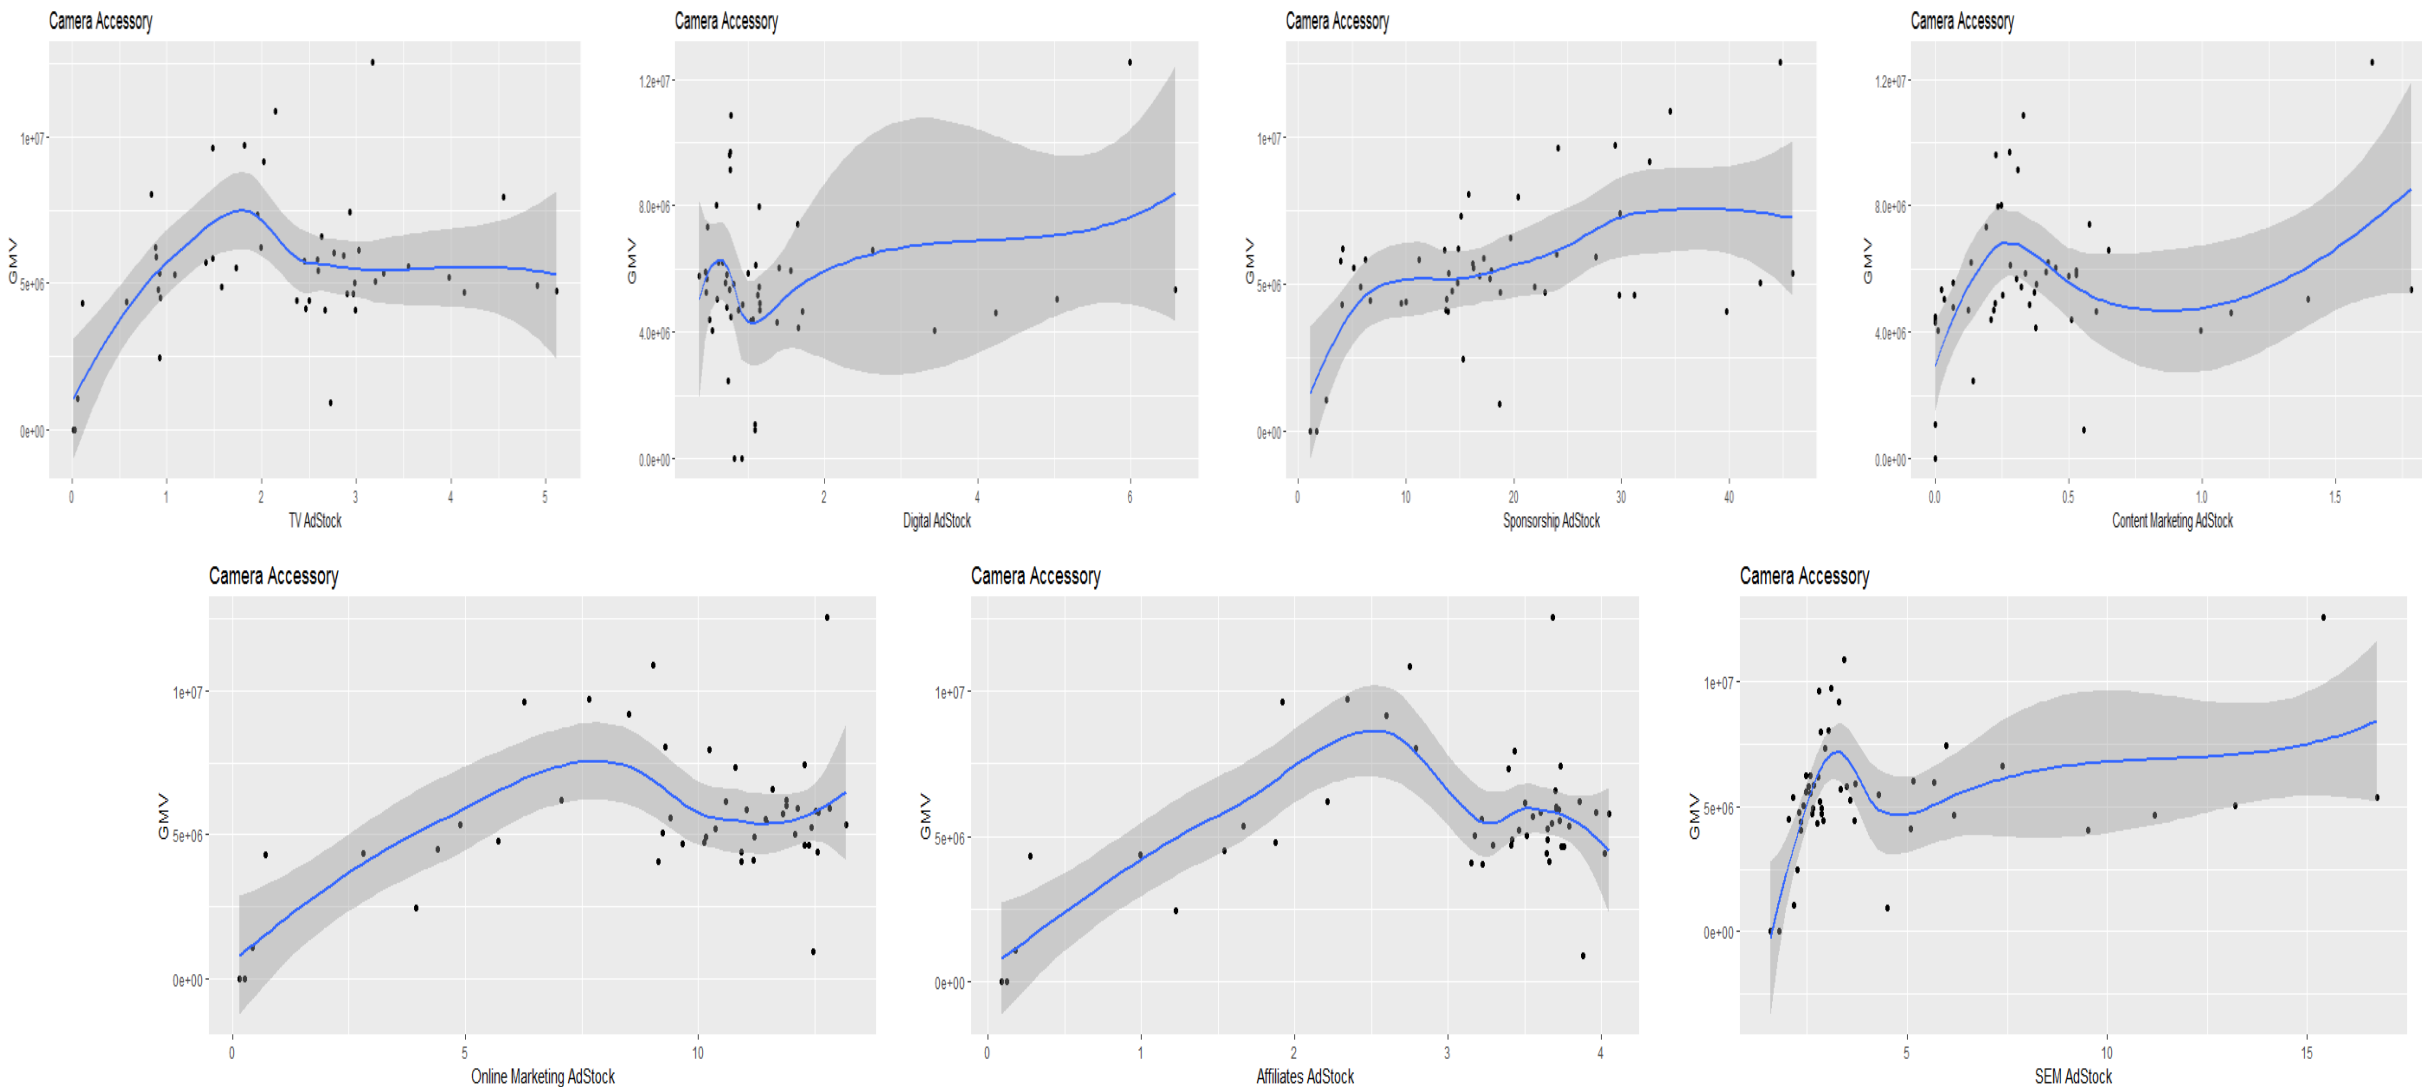 Camera Accessory
GMV
1e+07
5e+06
0e+00
0 1 2 3 4 5
TV AdStock
Camera Accessory
GMV
1.2e+07
8.0e+06
4.0e+06
0.0e+00
2 4 6
Digital AdStock
Camera Accessory
GMV
1e+07
5e+06
0e+00
0 10 20 30 40
Sponsorship AdStock
Camera Accessory
GMV
1.2e+07
8.0e+06
4.0e+06
0.0e+00
0.0 0.5 1.0 1.5
Content Marketing AdStock
Camera Accessory
GMV
1e+07
5e+06
0e+00
0 5 10
Online Marketing AdStock
Camera Accessory
GMV
1e+07
5e+06
0e+00
0 1 2 3 4
Affiliates AdStock
Camera Accessory
GMV
1e+07
5e+06
0e+00
5 10 15
SEM AdStock